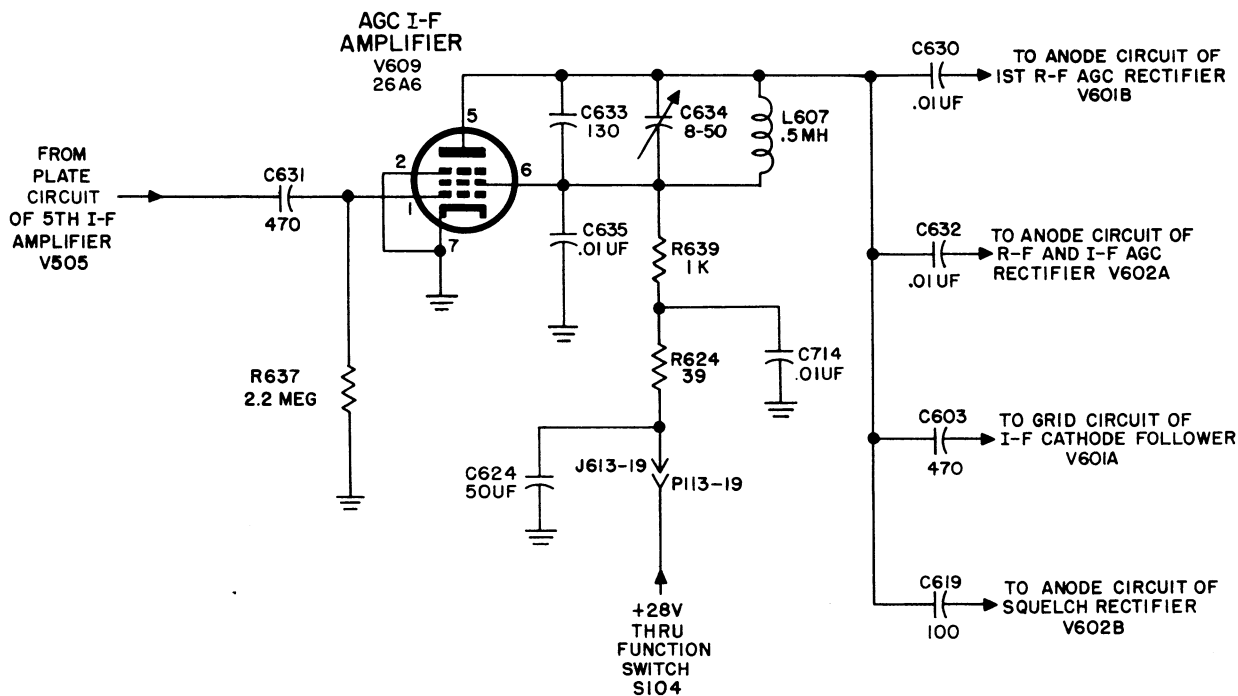 AGC I-F
AMPLIFIER
V609
26A6
5
2
6
1
7
FROM
PLATE
CIRCUIT
OF 5TH I-F
AMPLIFIER
V505
C631
470
R637
2.2 MEG
C633
130
C634
8-50
L607
.5MH
C635
.01UF
R639
1K
R624
39
C714
.01UF
C624
50UF
J613-19
P113-19
+28V
THRU
FUNCTION
SWITCH
S104
C630
.01UF
TO ANODE CIRCUIT OF
1ST R-F AGC RECTIFIER
V601B
C632
.01UF
TO ANODE CIRCUIT OF
R-F AND I-F AGC
RECTIFIER V602A
C603
470
TO GRID CIRCUIT OF
I-F CATHODE FOLLOWER
V601A
C619
100
TO ANODE CIRCUIT OF
SQUELCH RECTIFIER
V602B